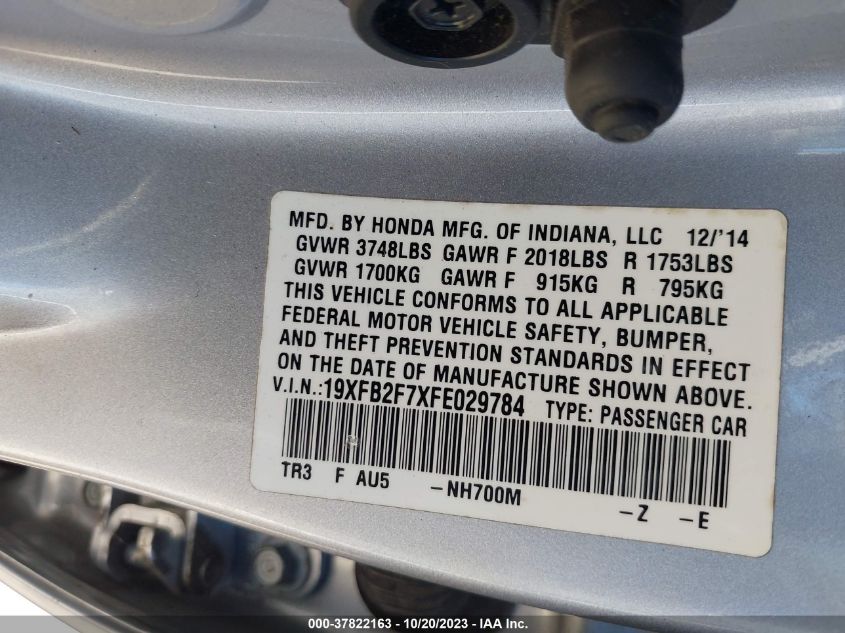 MFD. BY HONDA MFG. OF INDIANA, LLC 12/'14
GVWR 3748LBS GAWR F 2018LBS R 1753LBS
GVWR 1700KG GAWR F 915KG R 795KG
THIS VEHICLE CONFORMS TO ALL APPLICABLE
FEDERAL MOTOR VEHICLE SAFETY, BUMPER,
AND THEFT PREVENTION STANDARDS IN EFFECT
ON THE DATE OF MANUFACTURE SHOWN ABOVE.
V.I.N.:19XFB2F7XFE029784 TYPE: PASSENGER CAR
TR3 F AU5 -NH700M -Z -E
000-37822163 - 10/20/2023 - IAA Inc.